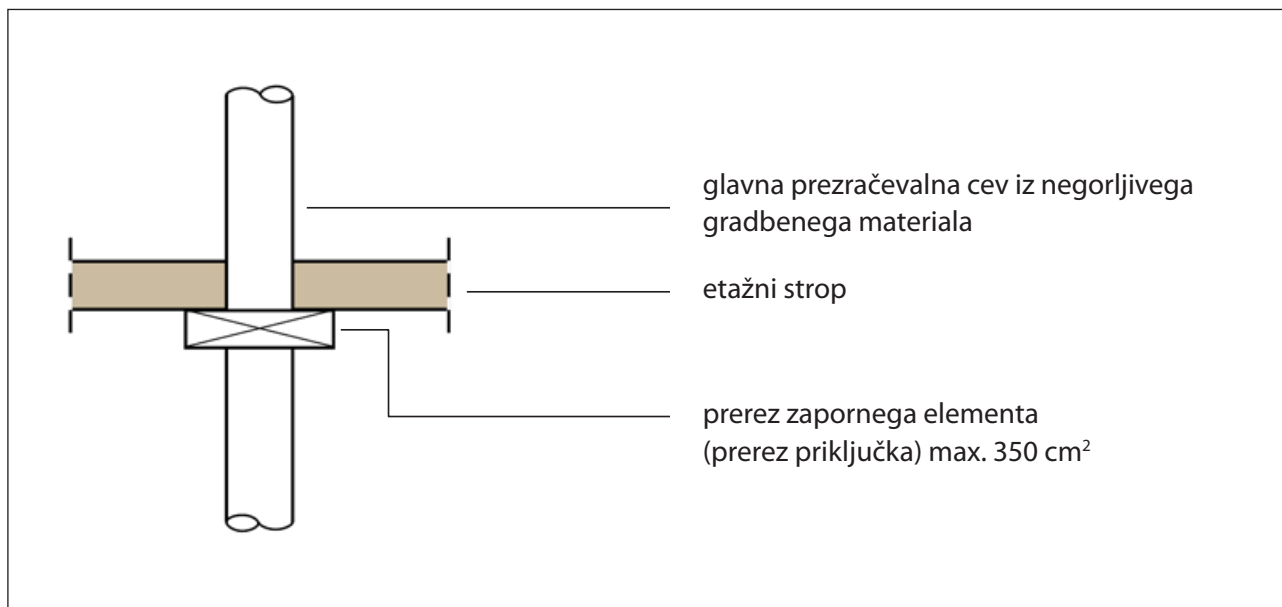 glavna prezračevalna cev iz negorljivega
gradbenega materiala
etažni strop
prerez zapornega elementa
(prerez priključka) max. 350 cm²